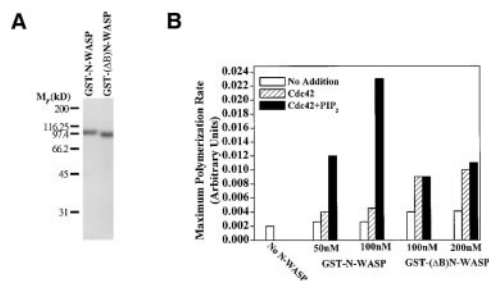 A
GST-N-WASP
GST-(ΔB)N-WASP
Mr(kD)
200
116.25
97.4
66.2
45
31
B
Maximum Polymerization Rate
(Arbitrary Units)
0.024
0.022
0.020
0.018
0.016
0.014
0.012
0.010
0.008
0.006
0.004
0.002
0.000
No Addition
Cdc42
Cdc42+PIP2
No N-WASP
50nM 100nM 100nM 200nM
GST-N-WASP GST-(ΔB)N-WASP